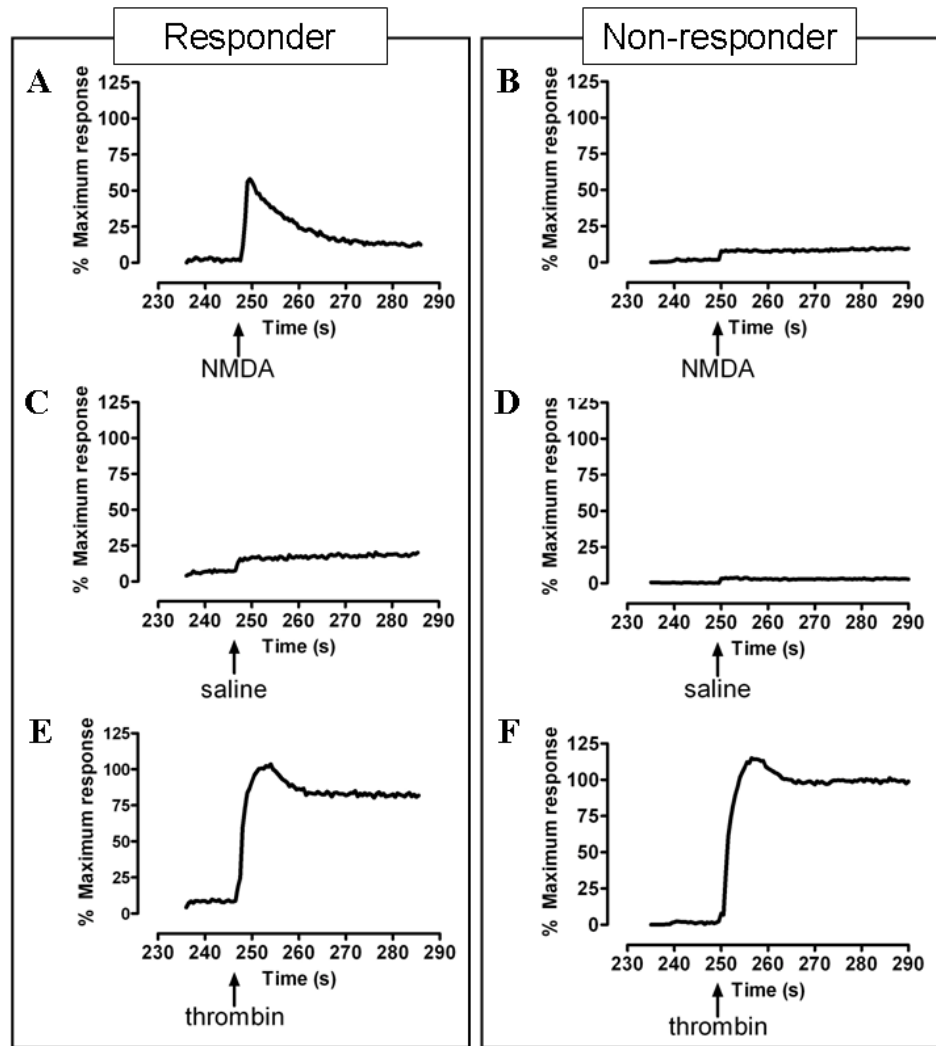 Responder
A
% Maximum response
125
100
75
50
25
0
230 240 250 260 270 280 290
Time (s)
NMDA
C
% Maximum response
125
100
75
50
25
0
230 240 250 260 270 280 290
Time (s)
saline
E
% Maximum response
125
100
75
50
25
0
230 240 250 260 270 280 290
Time (s)
thrombin
Non-responder
B
% Maximum response
125
100
75
50
25
0
230 240 250 260 270 280 290
Time (s)
NMDA
D
% Maximum respons
125
100
75
50
25
0
230 240 250 260 270 280 290
Time (s)
saline
F
% Maximum response
125
100
75
50
25
0
230 240 250 260 270 280 290
Time (s)
thrombin